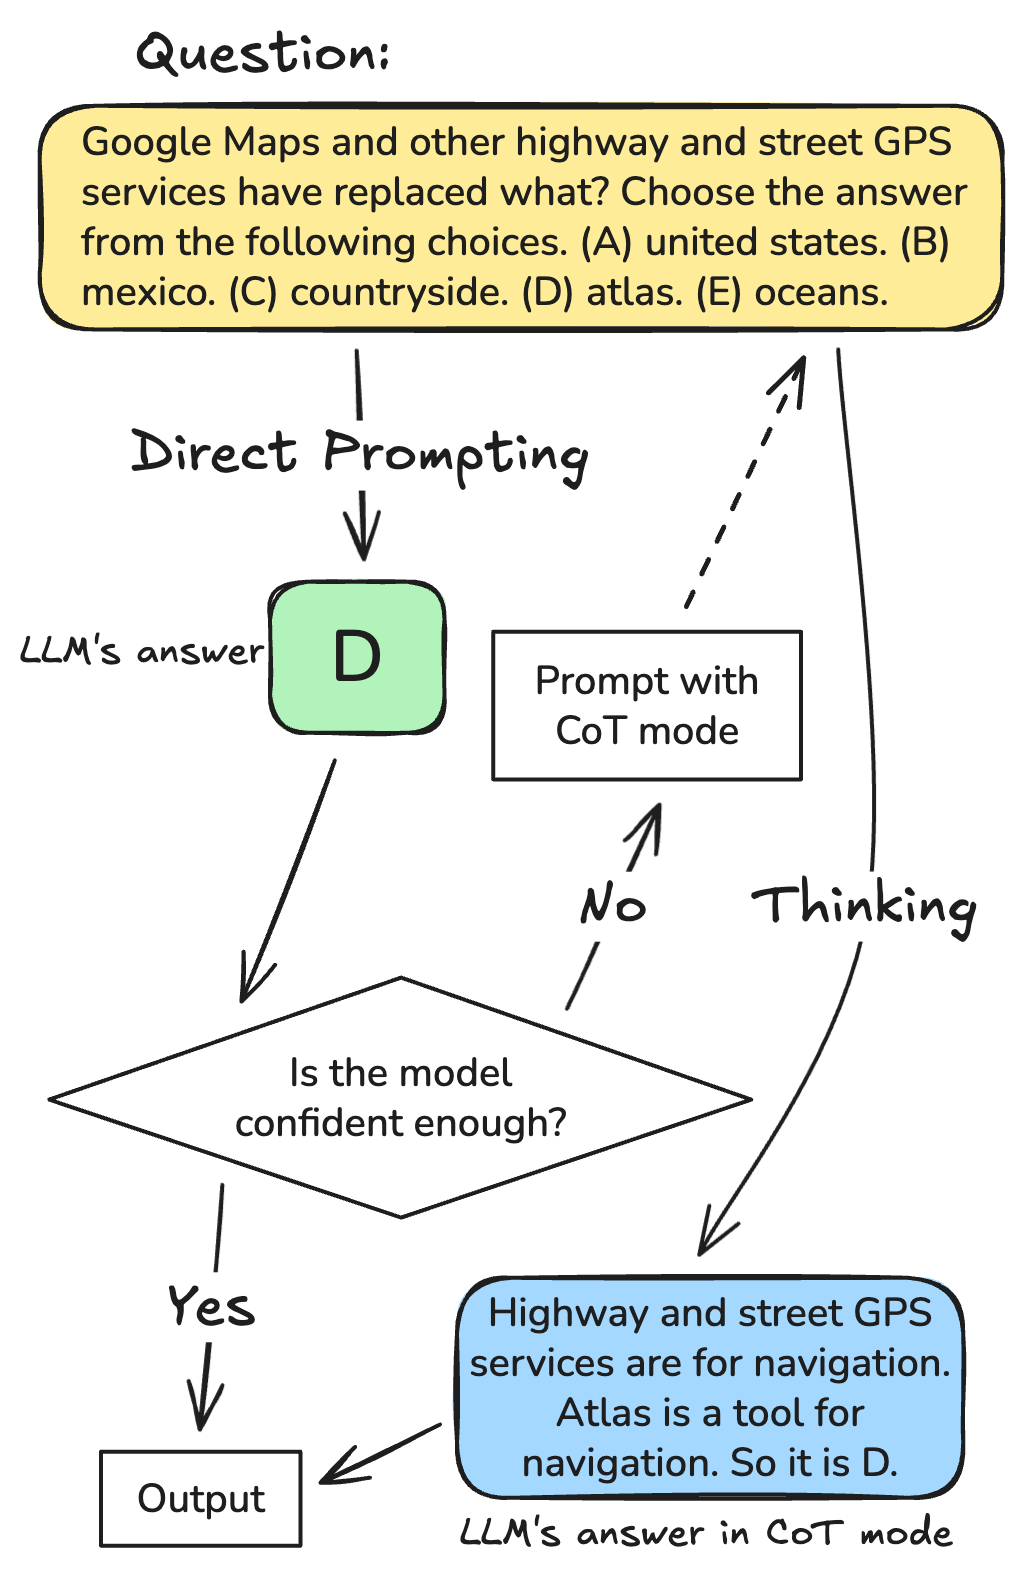 Question:
Google Maps and other highway and street GPS
services have replaced what? Choose the answer
from the following choices. (A) united states. (B)
mexico. (C) countryside. (D) atlas. (E) oceans.
Direct Prompting
LLM's answer
D
Prompt with
CoT mode
No
Thinking
Is the model
confident enough?
Yes
Highway and street GPS
services are for navigation.
Atlas is a tool for
navigation. So it is D.
Output
LLM's answer in CoT mode